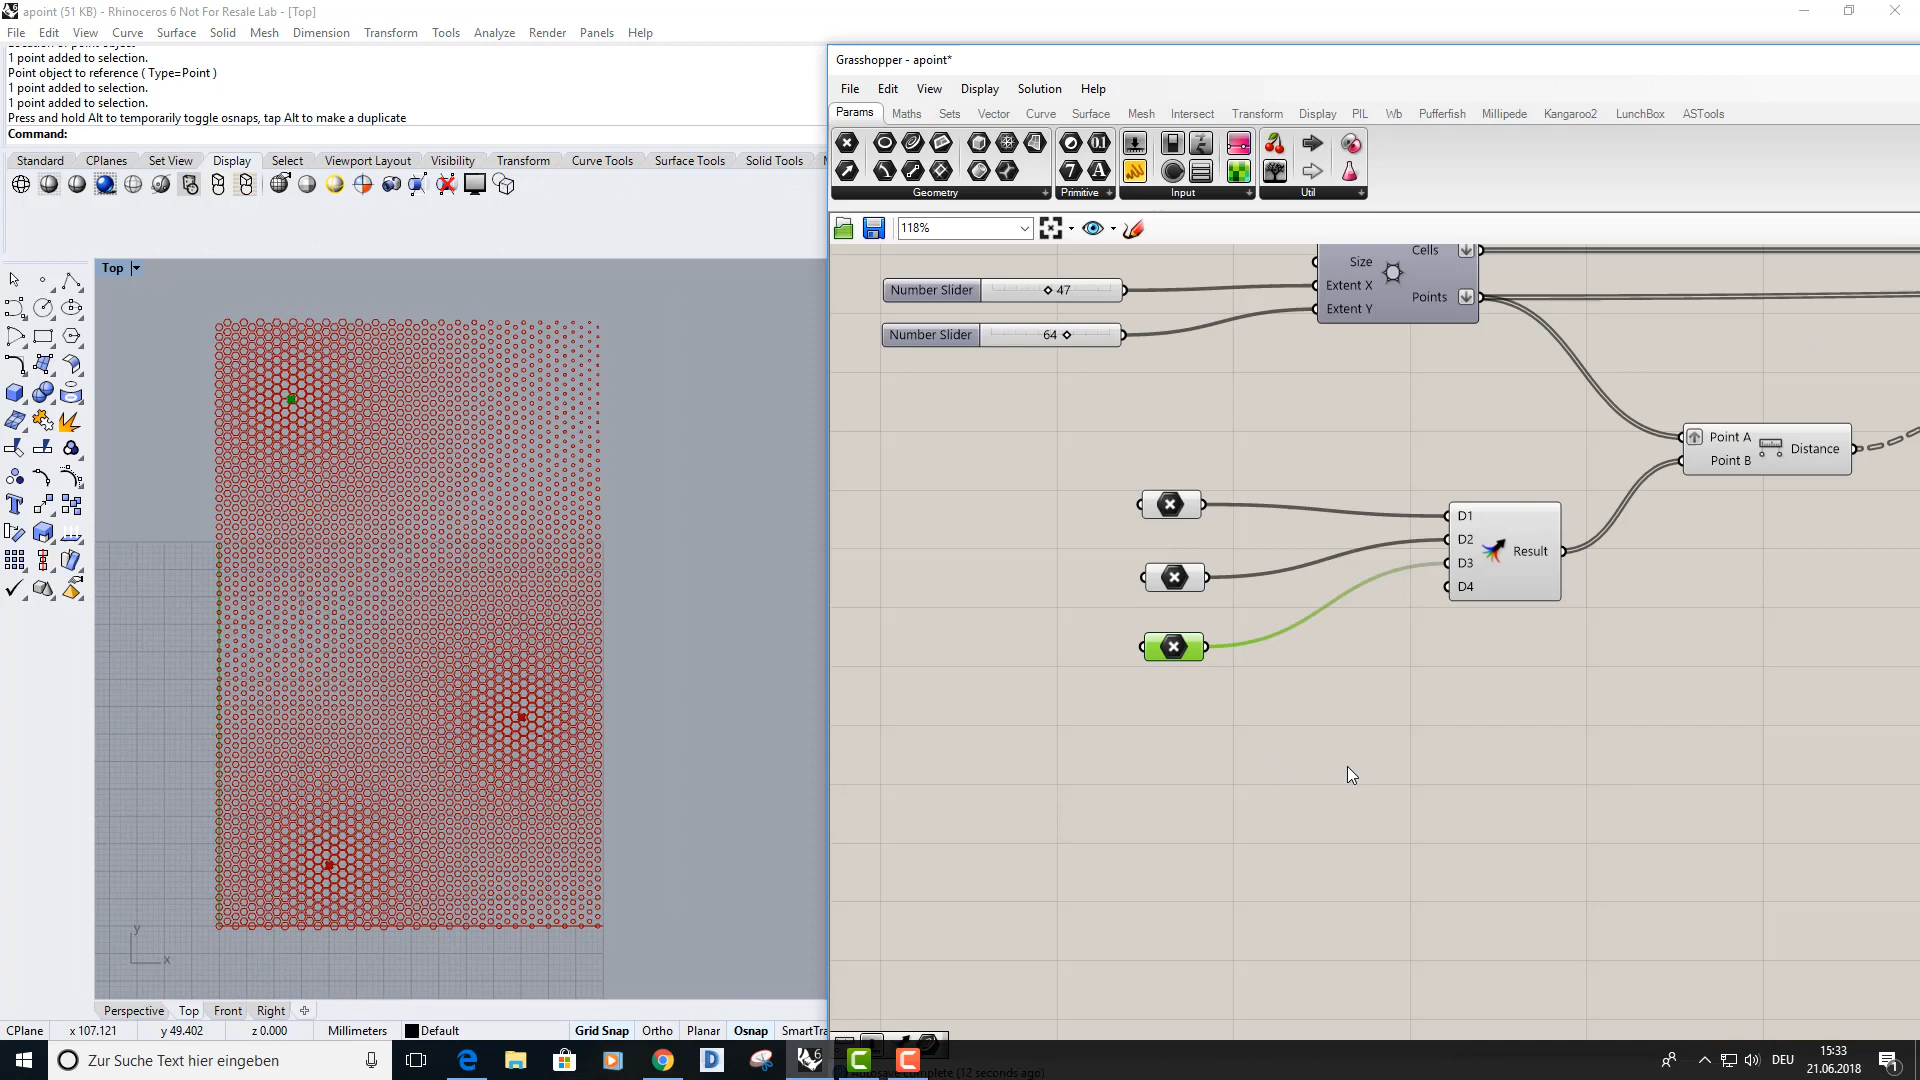 apoint (51 KB) - Rhinoceros 6 Not For Resale Lab - [Top]
File Edit View Curve Surface Solid Mesh Dimension Transform Tools Analyze Render Panels Help
1 point added to selection.
Point object to reference ( Type=Point )
1 point added to selection.
1 point added to selection.
Press and hold Alt to temporarily toggle osnaps, tap Alt to make a duplicate
Command:
Standard CPlanes Set View Display Select Viewport Layout Visibility Transform Curve Tools Surface Tools Solid Tools
Top
y
x
Perspective Top Front Right
CPlane x 107.121 y 49.402 z 0.000 Millimeters Default Grid Snap Ortho Planar Osnap SmartTra
Grasshopper - apoint*
File Edit View Display Solution Help
Params Maths Sets Vector Curve Surface Mesh Intersect Transform Display PIL Wb Pufferfish Millipede Kangaroo2 LunchBox ASTools
Geometry Primitive Input Util
118%
Number Slider 47
Number Slider 64
Size Cells
Extent X Points
Extent Y
Point A Distance
Point B
D1
D2
D3
D4
Result
Autosave complete (12 seconds ago)
Zur Suche Text hier eingeben
DEU
15:33
21.06.2018
1